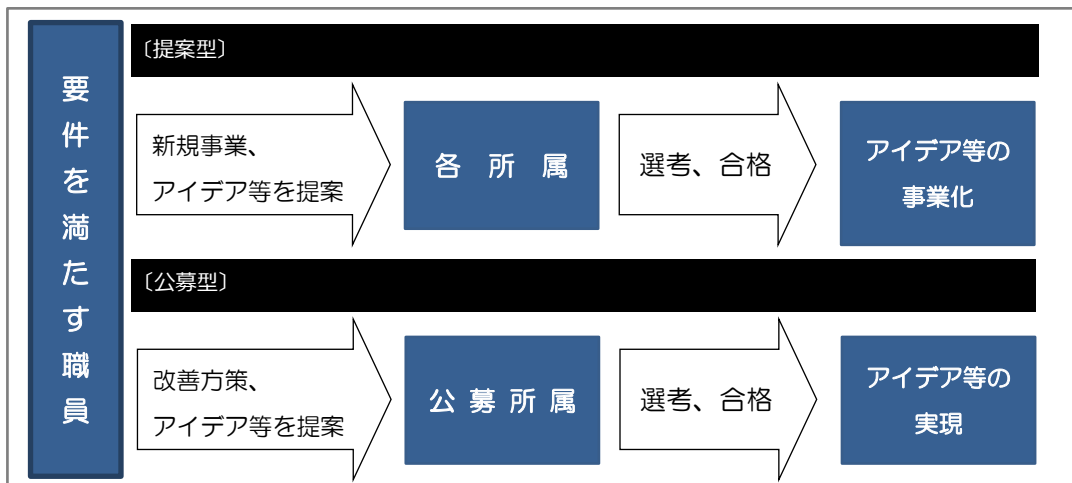 要件を満たす職員
〔提案型〕
新規事業、
アイデア等を提案
各所属
選考、合格
アイデア等の
事業化
〔公募型〕
改善方策、
アイデア等を提案
公募所属
選考、合格
アイデア等の
実現